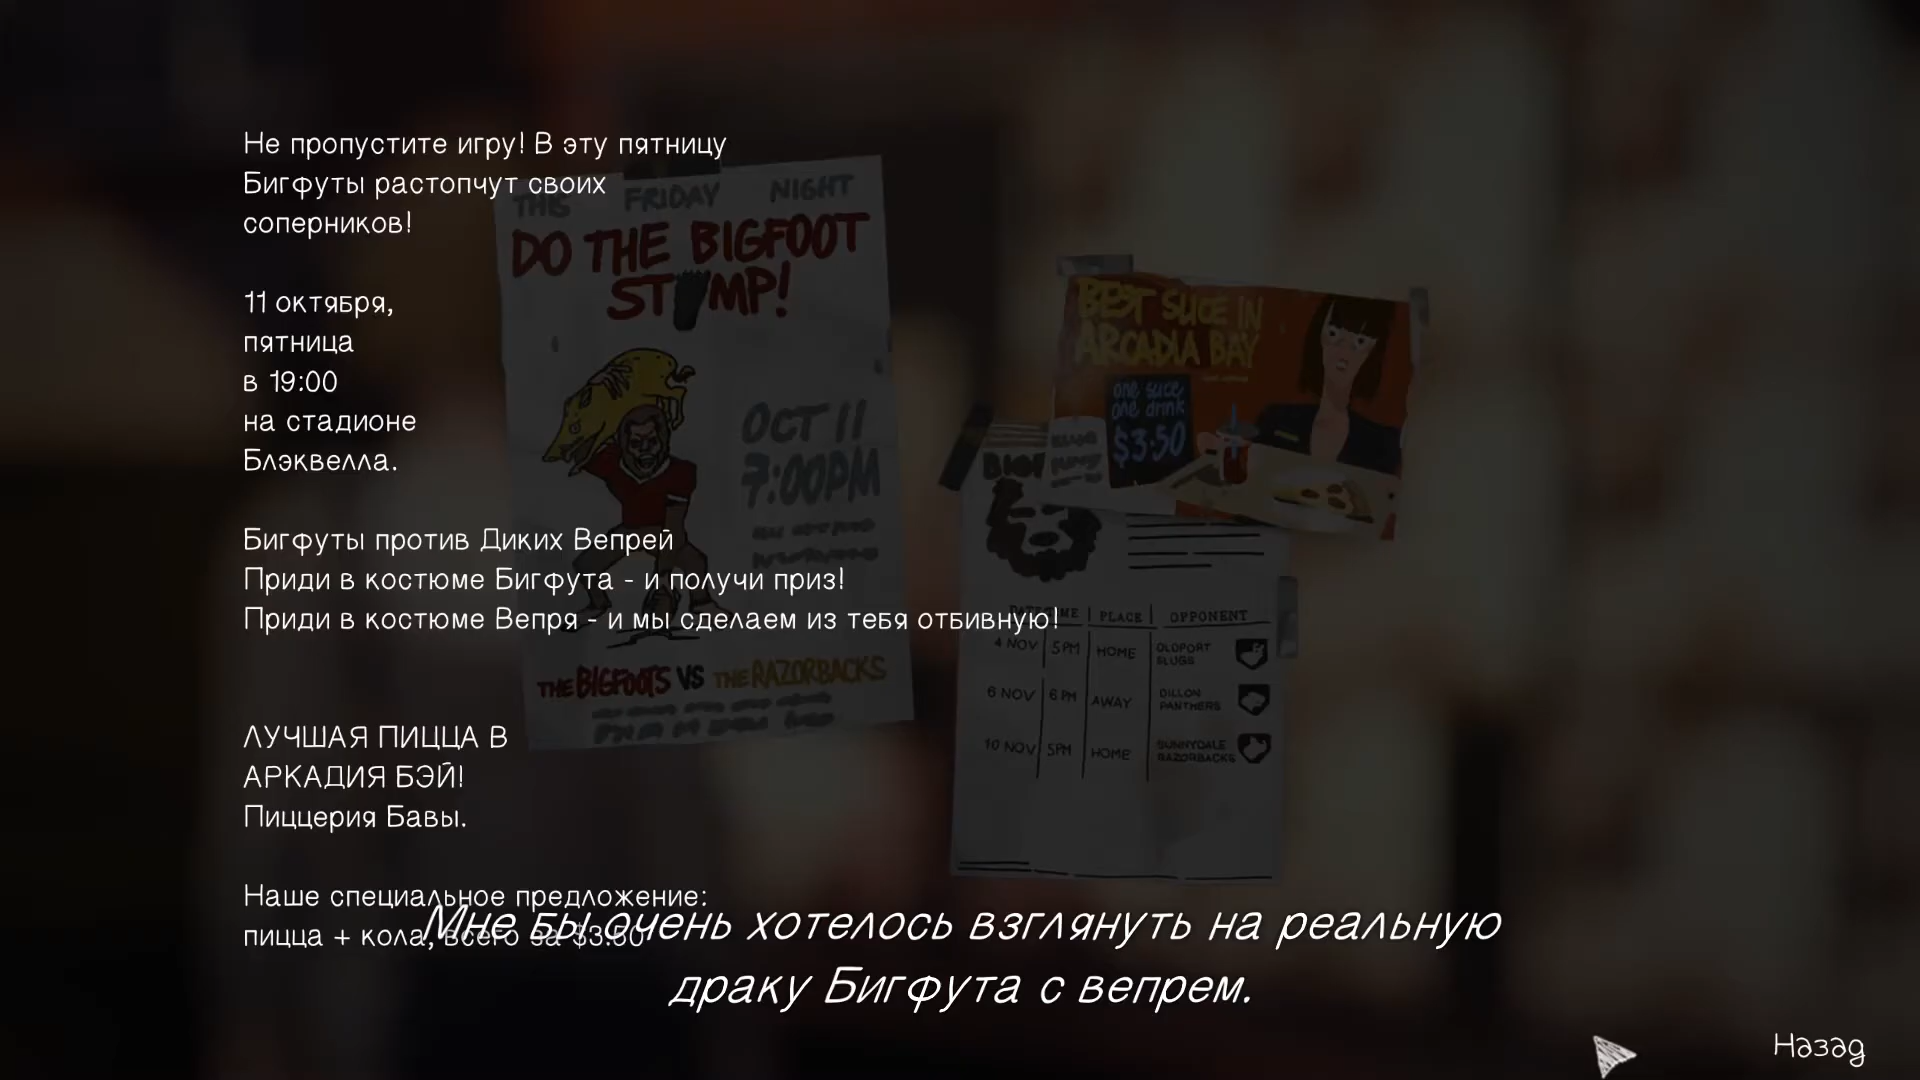 Не пропустите игру! В эту пятницу
Бигфуты растопчут своих
соперников!
11 октября,
пятница
в 19:00
на стадионе
Блэквелла.
Бигфуты против Диких Вепрей
Приди в костюме Бигфута - и получи приз!
Приди в костюме Вепря - и мы сделаем из тебя отбивную!
ЛУЧШАЯ ПИЦЦА В
АРКАДИЯ БЭЙ!
Пиццерия Бавы.
Наше специальное предложение:
пицца + кола, всего за $3.50
Мне бы очень хотелось взглянуть на реальную
драку Бигфута с вепрем.
Назад
THIS FRIDAY NIGHT
DO THE BIGFOOT
STOMP!
OCT 11
7:00PM
THE BIGFOOTS VS THE RAZORBACKS
BEST SLICE IN
ARCADIA BAY
one slice
one drink
$3.50
PLACE OPPONENT
4 NOV 5PM HOME OLDPORT SLUGS
6 NOV 6PM AWAY DILLON PANTHERS
10 NOV 5PM HOME SUNNYDALE RAZORBACKS